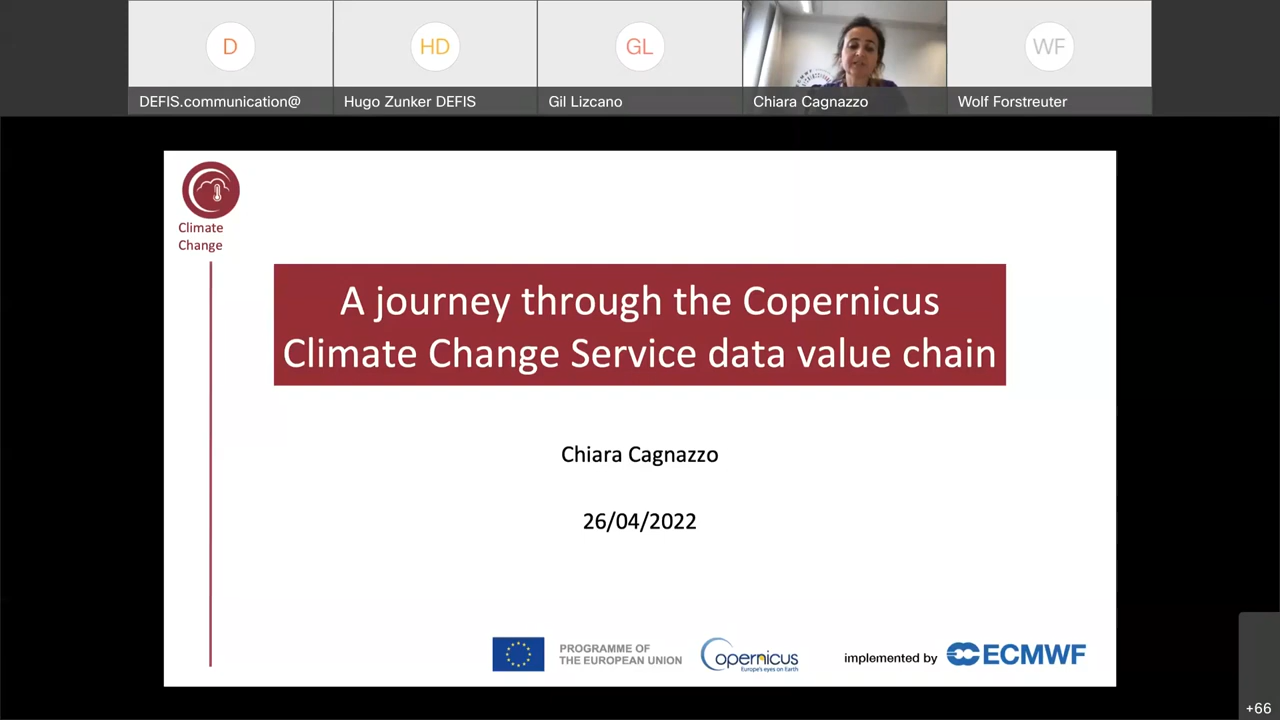 D
HD
GL
WF
DEFIS.communication@
Hugo Zunker DEFIS
Gil Lizcano
Chiara Cagnazzo
Wolf Forstreuter
Climate
Change
A journey through the Copernicus
Climate Change Service data value chain
Chiara Cagnazzo
26/04/2022
PROGRAMME OF
THE EUROPEAN UNION
opernicus
Europe's eyes on Earth
implemented by
ECMWF
+66